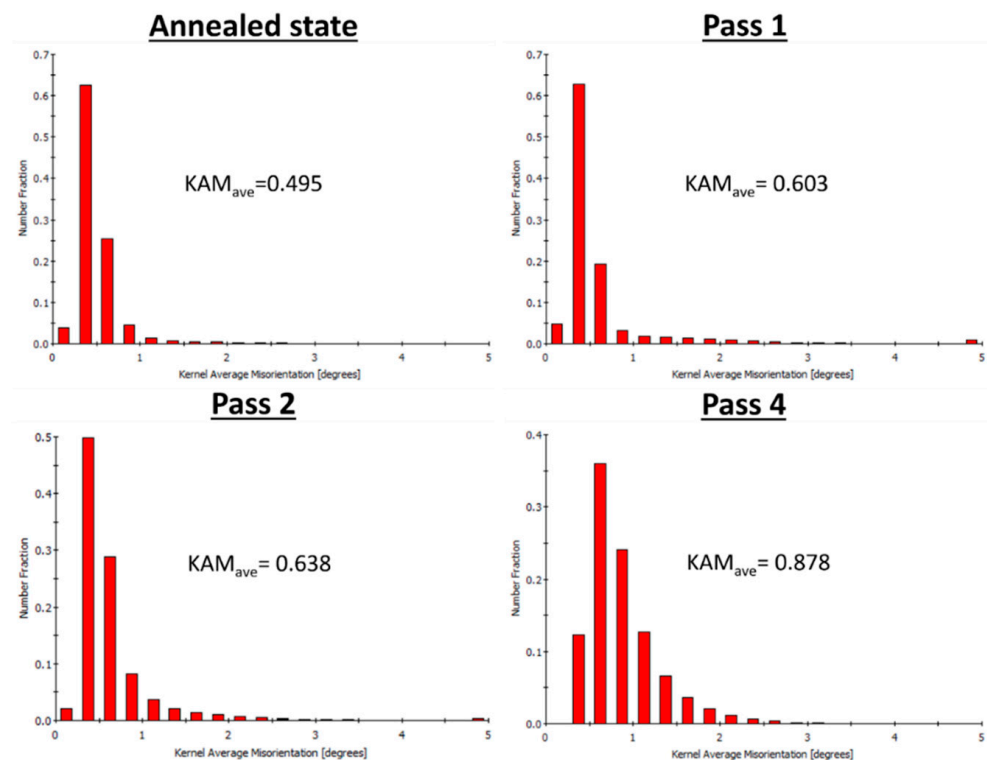 Annealed state
0.7
0.6
0.5
0.4
0.3
0.2
0.1
0.0
Number Fraction
KAMave=0.495
0 1 2 3 4 5
Kernel Average Misorientation [degrees]
Pass 1
0.7
0.6
0.5
0.4
0.3
0.2
0.1
0.0
Number Fraction
KAMave= 0.603
0 1 2 3 4 5
Kernel Average Misorientation [degrees]
Pass 2
0.5
0.4
0.3
0.2
0.1
0.0
Number Fraction
KAMave= 0.638
0 1 2 3 4 5
Kernel Average Misorientation [degrees]
Pass 4
0.4
0.3
0.2
0.1
0.0
Number Fraction
KAMave= 0.878
0 1 2 3 4 5
Kernel Average Misorientation [degrees]